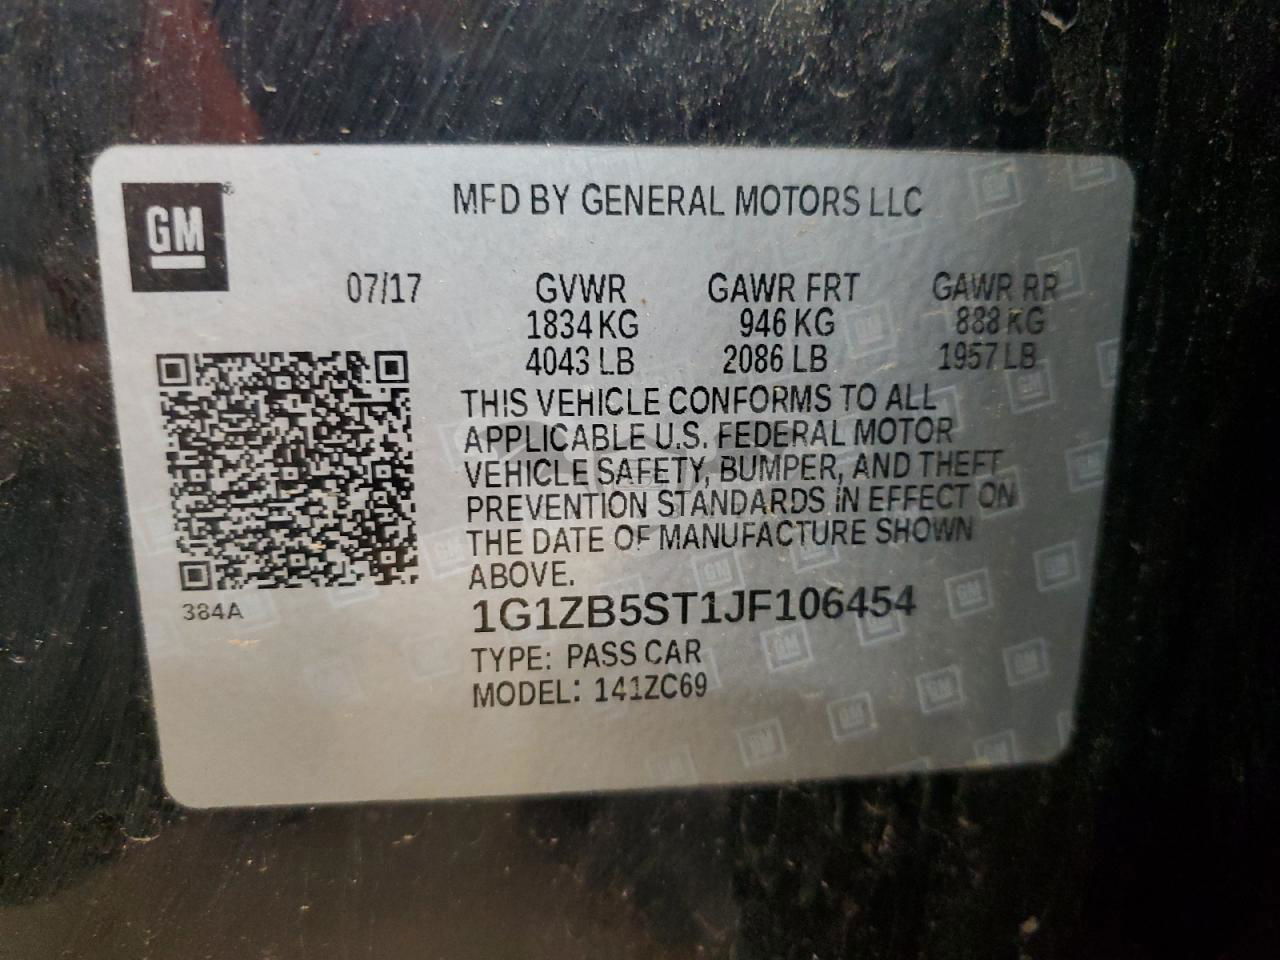 GM
MFD BY GENERAL MOTORS LLC
07/17 GVWR GAWR FRT GAWR RR
1834 KG 946 KG 888 KG
4043 LB 2086 LB 1957 LB
THIS VEHICLE CONFORMS TO ALL
APPLICABLE U.S. FEDERAL MOTOR
VEHICLE SAFETY, BUMPER, AND THEFT
PREVENTION STANDARDS IN EFFECT ON
THE DATE OF MANUFACTURE SHOWN
ABOVE.
384A
1G1ZB5ST1JF106454
TYPE: PASS CAR
MODEL: 141ZC69